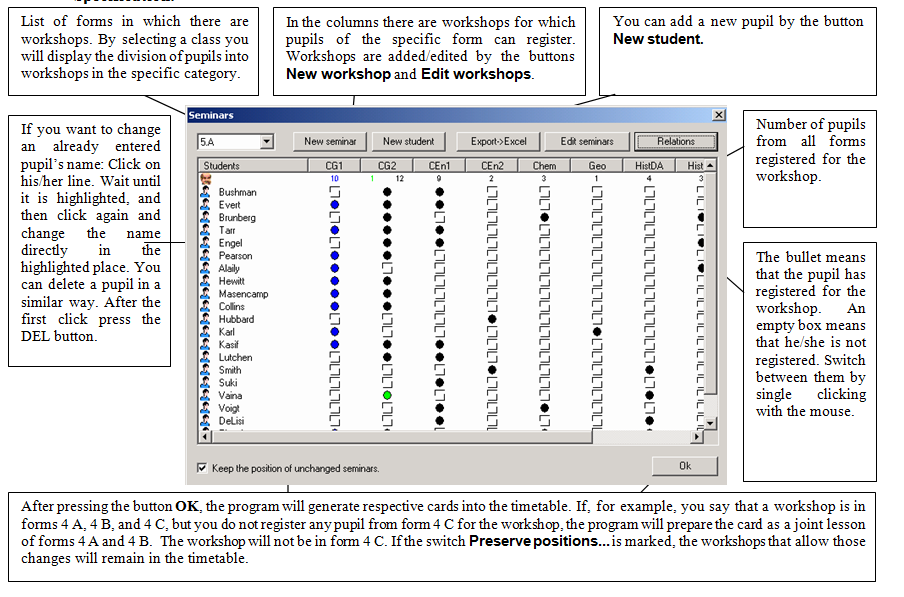 List of forms in which there are
workshops. By selecting a class you
will display the division of pupils into
workshops in the specific category.
In the columns there are workshops for which
pupils of the specific form can register.
Workshops are added/edited by the buttons
New workshop and Edit workshops.
You can add a new pupil by the button
New student.
If you want to change
an already entered
pupil's name: Click on
his/her line. Wait until
it is highlighted, and
then click again and
change the name
directly in the
highlighted place. You
can delete a pupil in a
similar way. After the
first click press the
DEL button.
Seminars
5.A New seminar New student Export->Excel Edit seminars Relations
Students CG1 CG2 CEn1 CEn2 Chem Geo HistDA Hist
10 1 12 9 2 3 1 4 3
Bushman
Evert
Brunberg
Tarr
Engel
Pearson
Alaily
Hewitt
Masencamp
Collins
Hubbard
Karl
Kasif
Lutchen
Smith
Suki
Vaina
Voigt
DeLisi
Keep the position of unchanged seminars.
Ok
Number of pupils
from all forms
registered for the
workshop.
The bullet means
that the pupil has
registered for the
workshop. An
empty box means
that he/she is not
registered. Switch
between them by
single clicking
with the mouse.
After pressing the button OK, the program will generate respective cards into the timetable. If, for example, you say that a workshop is in
forms 4 A, 4 B, and 4 C, but you do not register any pupil from form 4 C for the workshop, the program will prepare the card as a joint lesson
of forms 4 A and 4 B. The workshop will not be in form 4 C. If the switch Preserve positions... is marked, the workshops that allow those
changes will remain in the timetable.